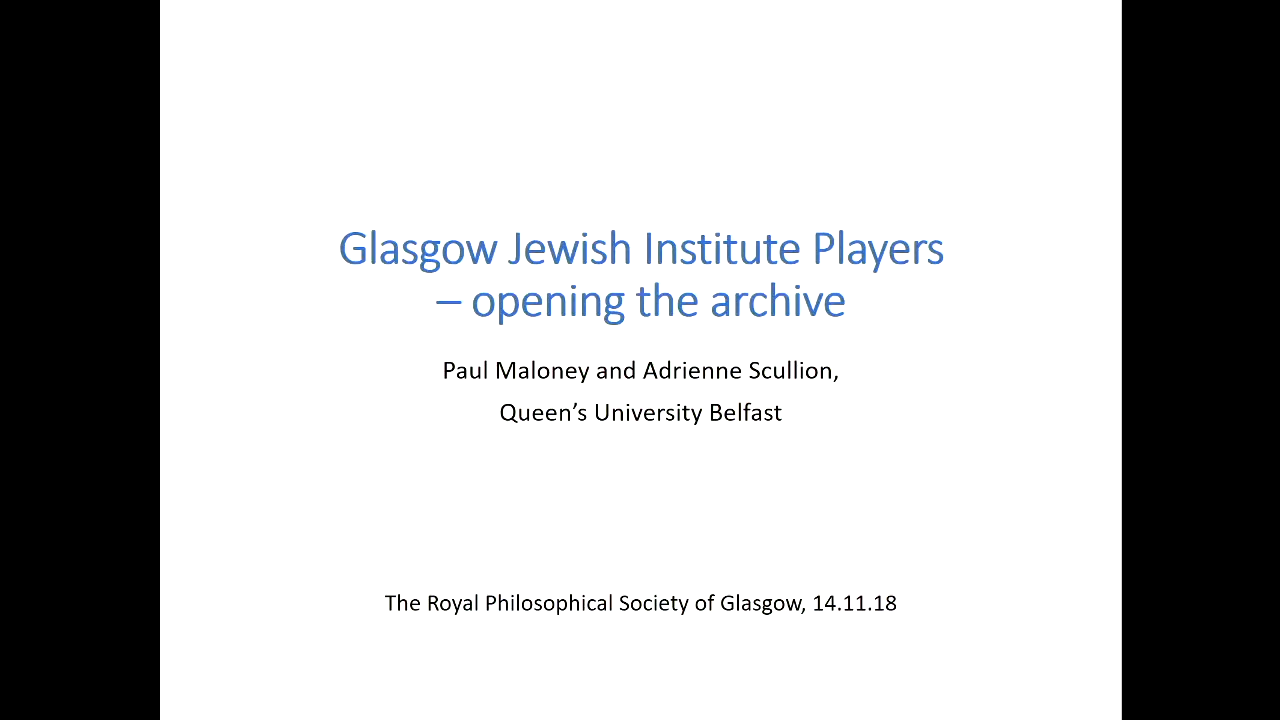 Glasgow Jewish Institute Players
– opening the archive
Paul Maloney and Adrienne Scullion,
Queen’s University Belfast
The Royal Philosophical Society of Glasgow, 14.11.18